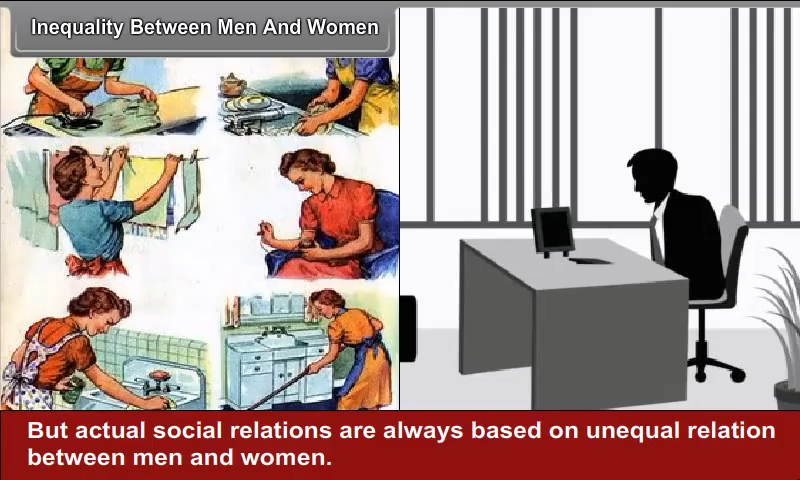 Inequality Between Men And Women
But actual social relations are always based on unequal relation
between men and women.